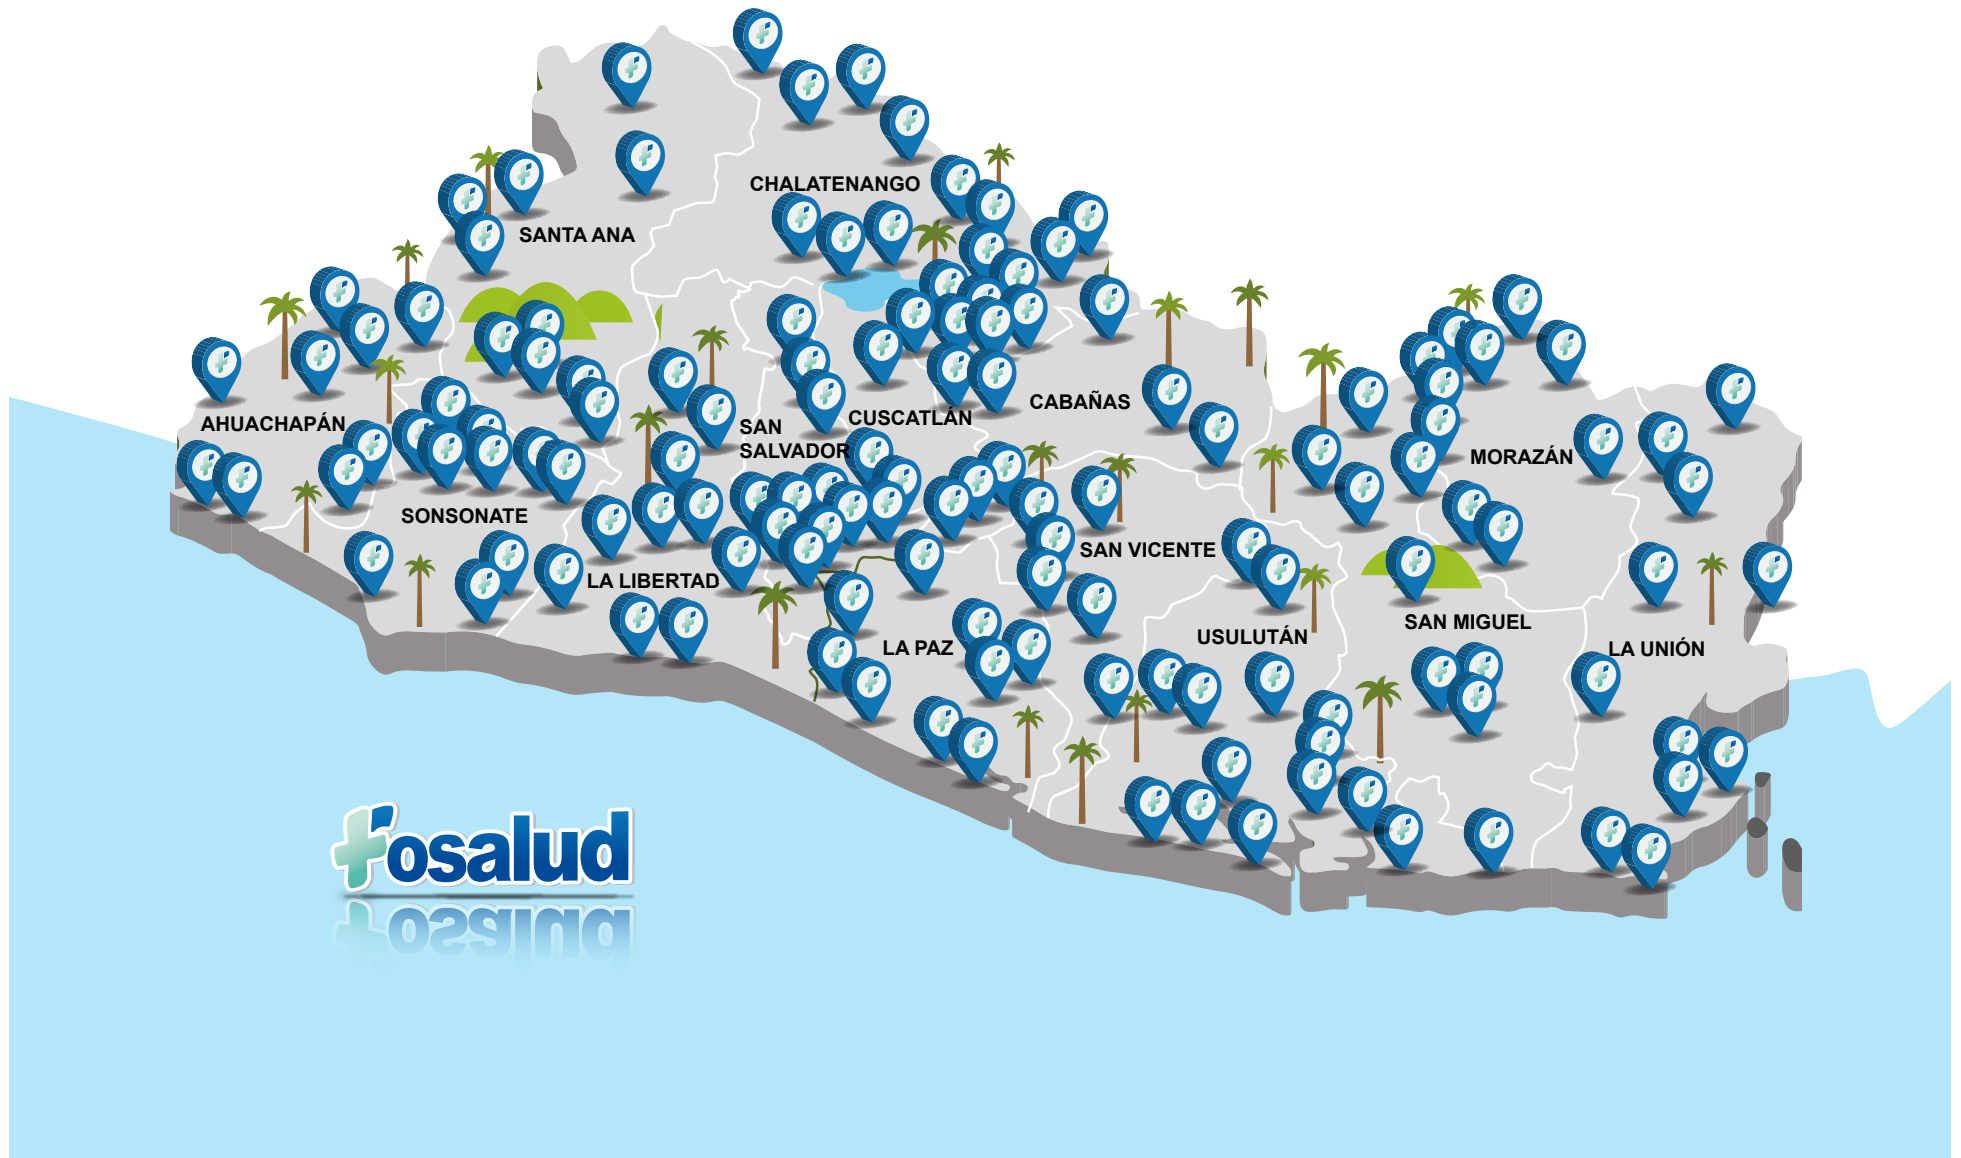 CHALATENANGO
SANTA ANA
CABAÑAS
AHUACHAPÁN
CUSCATLÁN
SAN
SALVADOR
MORAZÁN
SONSONATE
SAN VICENTE
LA LIBERTAD
SAN MIGUEL
USULUTÁN
LA PAZ
LA UNIÓN
fosalud